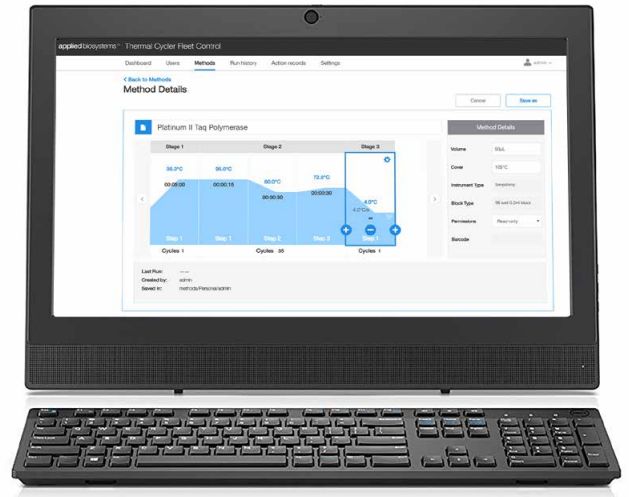 appliedbiosystems Thermal Cycler Fleet Control
Dashboard Users Methods Run history Action records Settings admin
< Back to Methods
Method Details
Cancel Save as
Platinum II Taq Polymerase
Method Details
Stage 1 Stage 2 Stage 3
Volume 50uL
Cover 105°C
Instrument Type
Block Type
Permissions Read only
Barcode
95.0°C 95.0°C 60.0°C 72.0°C 4.0°C
00:00:15 00:00:30 00:00:30
Step 1 Step 1 Step 2 Step 3 Step 1
Cycles 1 Cycles 35 Cycles 1
Last Run: -- --
Created by: admin
Saved in: methods/Personal/admin